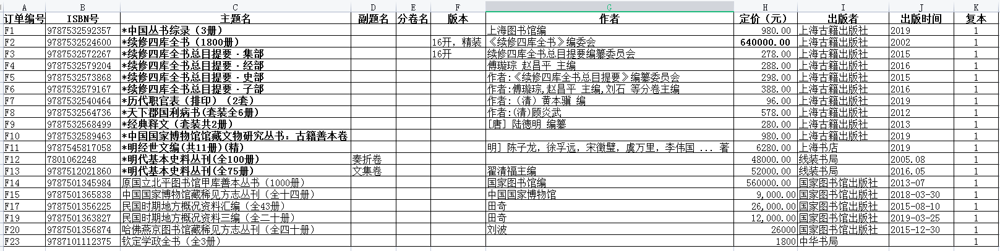 A B C D E F G H I J K
订单编号 ISBN号 主题名 副题名 分卷名 版本 作者 定价（元） 出版者 出版时间 复本
F1 9787532592357 *中国丛书综录（3册） 上海图书馆编 980.00 上海古籍出版社 2019 1
F2 9787532524600 *续修四库全书（1800册） 16开，精装 《续修四库全书》编委会 640000.00 上海古籍出版社 2002 1
F3 9787532572267 *续修四库全书总目提要·集部 16开 续修四库全书总目提要编纂委员会 278.00 上海古籍出版社 2015 1
F4 9787532579204 *续修四库全书总目提要·经部 傅璇琮 赵昌平 主编 288.00 上海古籍出版社 2016 1
F5 9787532573868 *续修四库全书总目提要·史部 作者:《续修四库全书总目提要》编纂委员会 298.00 上海古籍出版社 2015 1
F6 9787532579167 *续修四库全书总目提要·子部 作者:傅璇琮,赵昌平 主编,刘石 等分卷主编 388.00 上海古籍出版社 2016 1
F7 9787532540464 *历代职官表（排印）（2套） 作者:（清）黄本骥 编 96.00 上海古籍出版社 2019 1
F8 9787532564736 *天下郡国利病书(套装全6册) 作者:(清)顾炎武 578.00 上海古籍出版社 2012 1
F9 9787532568499 *经典释文（套装共2册） [唐] 陆德明 编纂 280.00 上海古籍出版社 2013 1
F10 9787532589463 *中国国家博物馆馆藏文物研究丛书：古籍善本卷 980.00 上海古籍出版社 2019 1
F11 9787545817058 *明经世文编(共11册)(精) 明] 陈子龙，徐孚远，宋徵璧，虞万里，李伟国 ... 著 6280.00 上海书店 2019 1
F12 7801062248 *明代基本史料丛刊(全100册) 奏折卷 48000.00 线装书局 2005.08 1
F13 9787512021860 *明代基本史料丛刊(全75册) 文集卷 翟清福主编 52000.00 线装书局 2016.05 1
F14 9787501345984 原国立北平图书馆甲库善本丛书（1000册） 国家图书馆编 560000.00 国家图书馆出版社 2013-07 1
F15 9787501365838 中国国家博物馆藏稀见方志丛刊（全十四册） 中国国家博物馆 9,000.00 国家图书馆出版社 2018-03-30 1
F17 9787501356225 民国时期地方概况资料汇编（全43册） 田奇 26,000.00 国家图书馆出版社 2015-08-10 1
F19 9787501363827 民国时期地方概况资料三编（全二十册） 田奇 12,000.00 国家图书馆出版社 2019-03-25 1
F20 9787501356874 哈佛燕京图书馆藏稀见方志丛刊（全四十册） 刘波 26000 国家图书馆出版社 2015-12-30 1
F23 9787101112375 钦定学政全书（全3册） 1800 中华书局 1